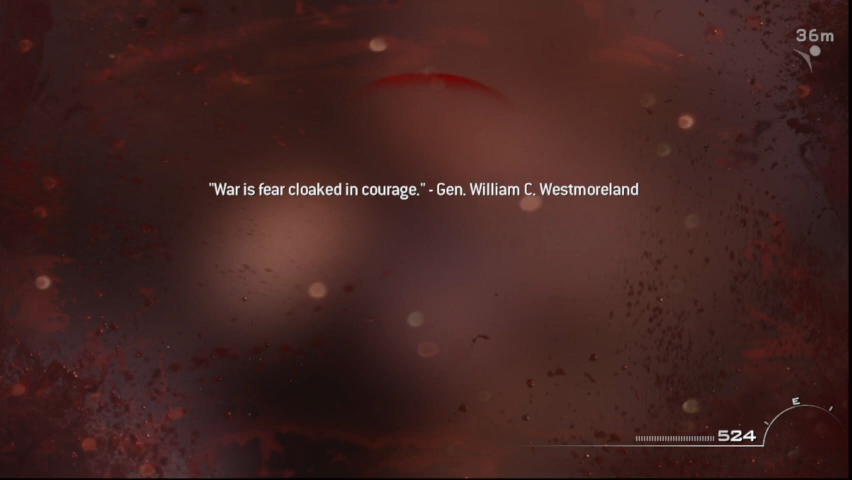 36m
"War is fear cloaked in courage." - Gen. William C. Westmoreland
E
524